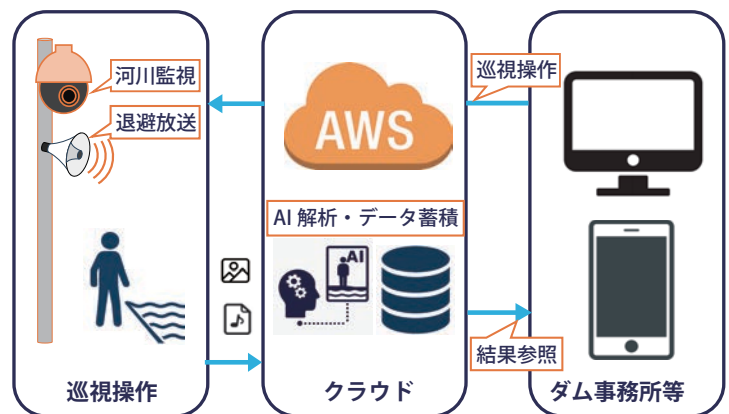 河川監視
退避放送
巡視操作
AWS
AI 解析・データ蓄積
AI
クラウド
巡視操作
結果参照
ダム事務所等